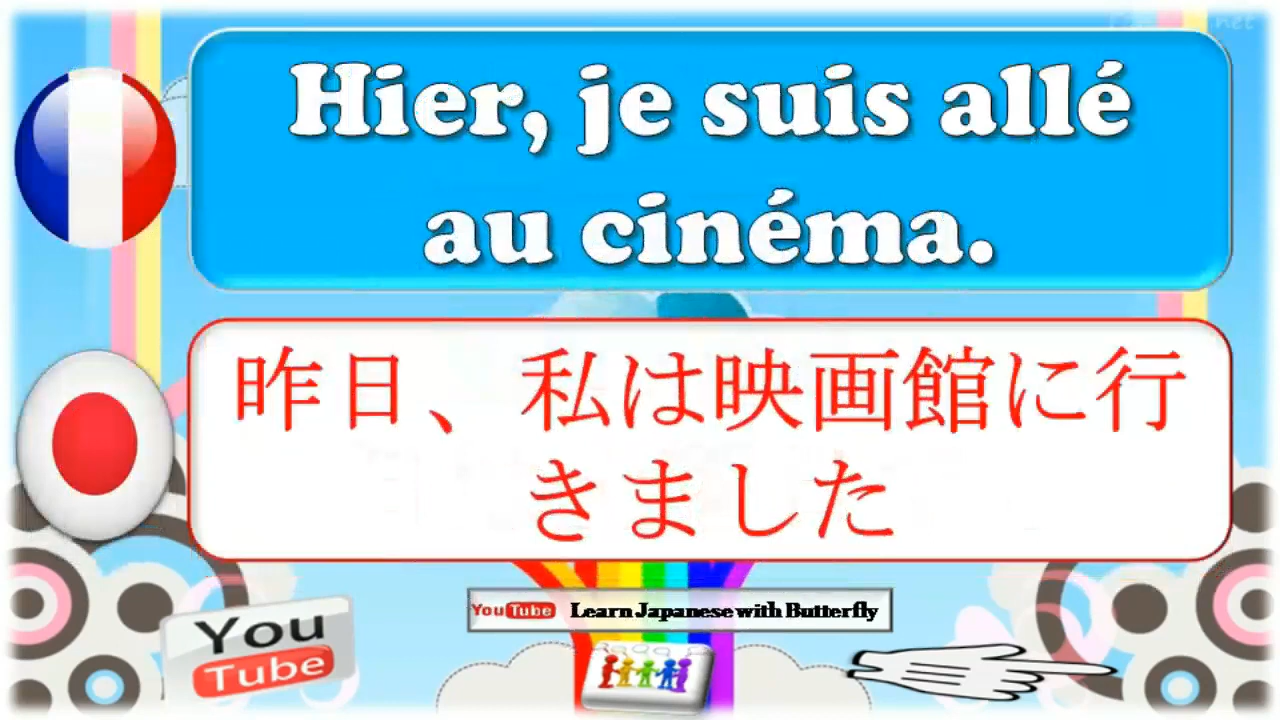 Hier, je suis allé
au cinéma.
昨日、私は映画館に行
きました
YouTube Learn Japanese with Butterfly
You
Tube